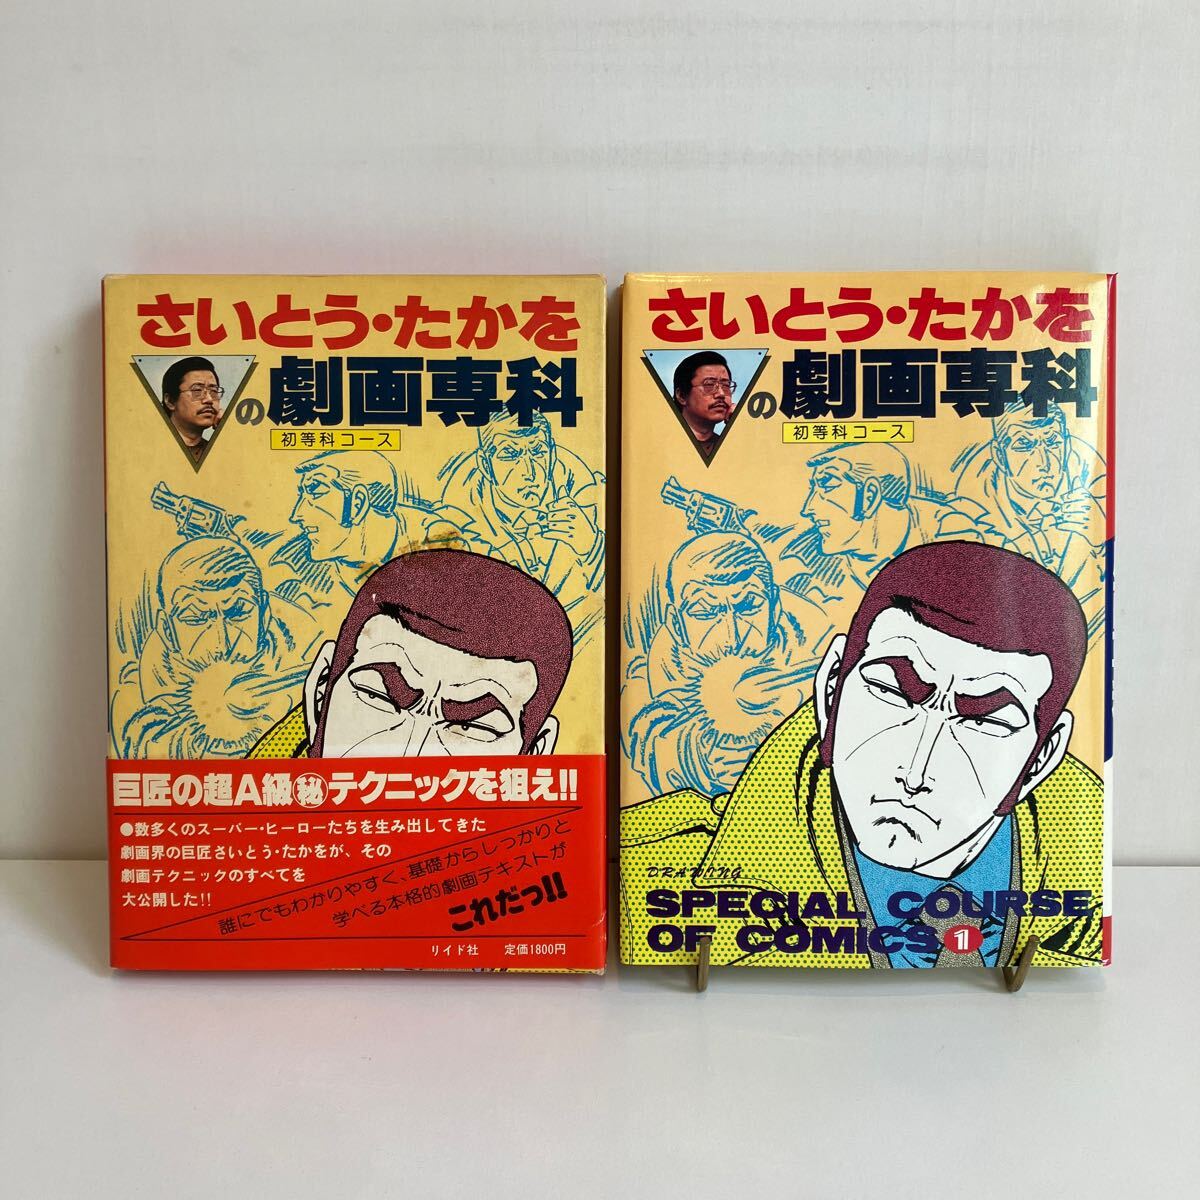 さいとう・たかを
の劇画専科
初等科コース
巨匠の超A級㊙テクニックを狙え!!
●数多くのスーパー・ヒーローたちを生み出してきた
劇画界の巨匠さいとう・たかをが、その
劇画テクニックのすべてを
大公開した!!
誰にでもわかりやすく、基礎からしっかりと
学べる本格的劇画テキストが
これだっ!!
リイド社 定価1800円
さいとう・たかを
の劇画専科
初等科コース
DRAWING
SPECIAL COURSE
OF COMICS 1